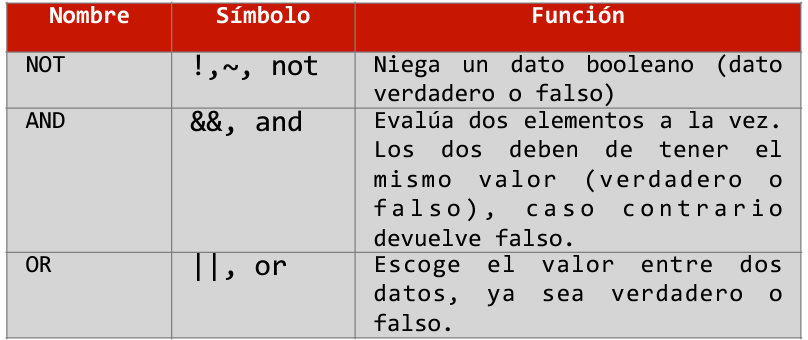 Nombre Símbolo Función
NOT !,~, not Niega un dato booleano (dato
verdadero o falso)
AND &&, and Evalúa dos elementos a la vez.
Los dos deben de tener el
mismo valor (verdadero o
falso), caso contrario
devuelve falso.
OR ||, or Escoge el valor entre dos
datos, ya sea verdadero o
falso.